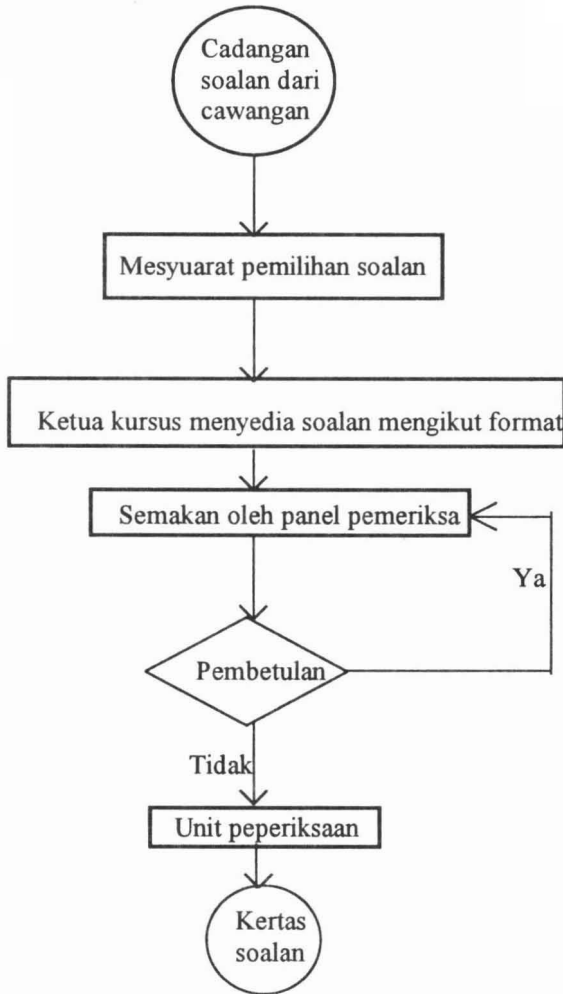 Cadangan
soalan dari
cawangan
Mesyuarat pemilihan soalan
Ketua kursus menyedia soalan mengikut format
Semakan oleh panel pemeriksa
Ya
Pembetulan
Tidak
Unit peperiksaan
Kertas
soalan